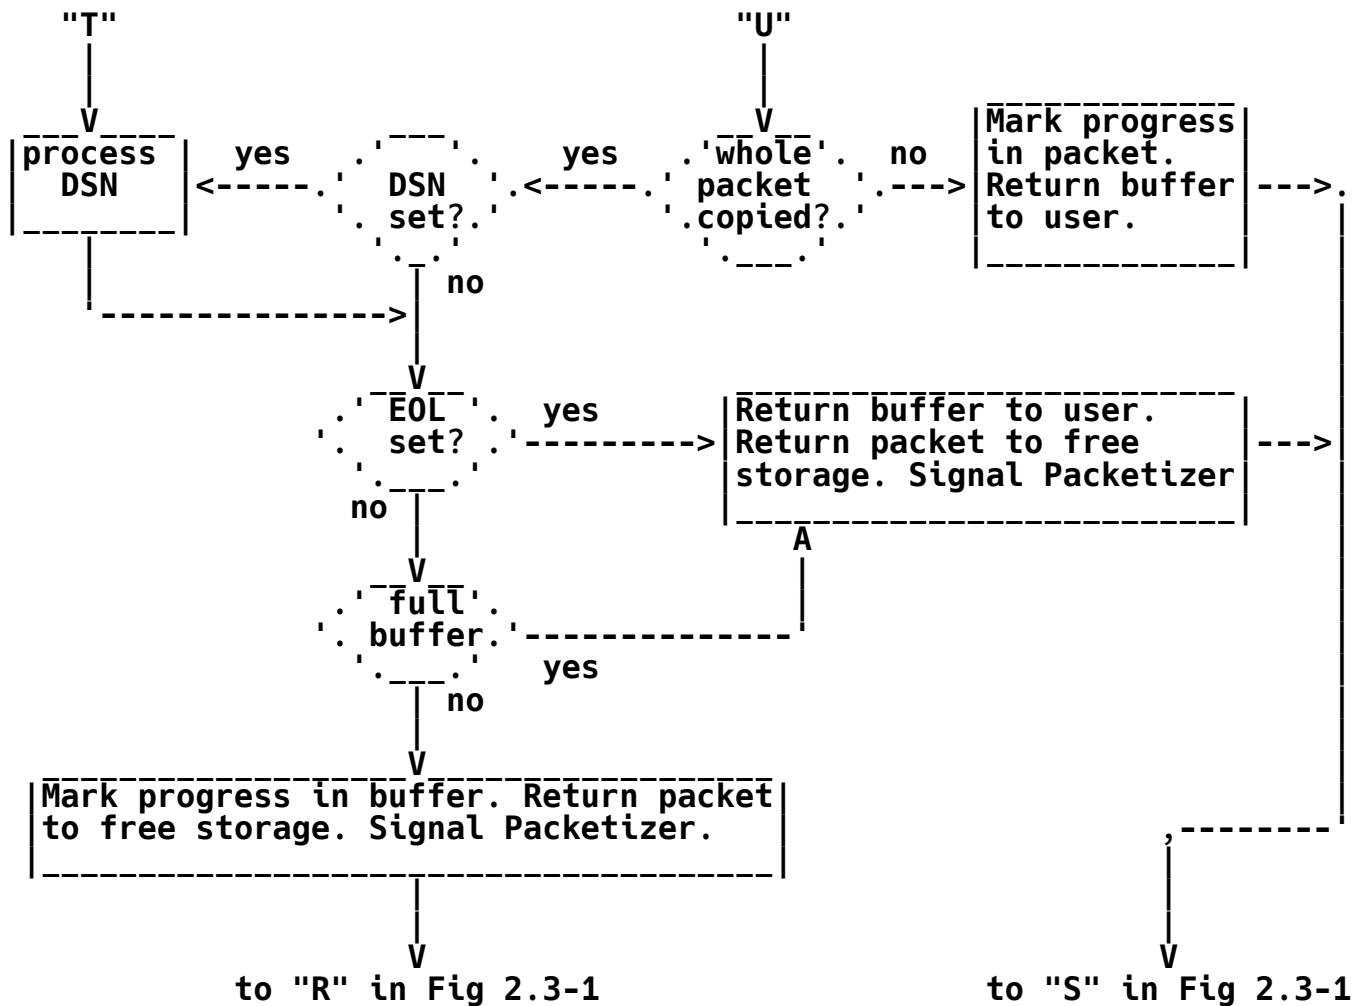 "T" "U"
Mark progress
process yes yes whole no in packet.
DSN DSN packet Return buffer
set? copied? to user.
no
EOL yes Return buffer to user.
set? Return packet to free
storage. Signal Packetizer
no
full
buffer
yes
no
Mark progress in buffer. Return packet
to free storage. Signal Packetizer.
to "R" in Fig 2.3-1 to "S" in Fig 2.3-1